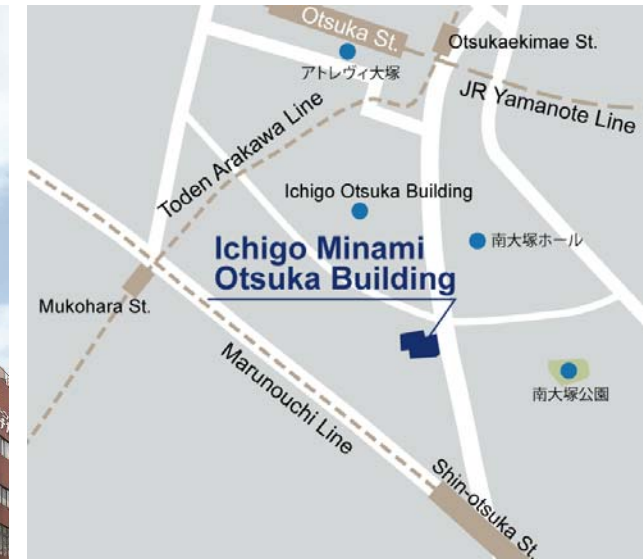 Otsuka St.
Otsukaekimae St.
アトレヴィ大塚
JR Yamanote Line
Toden Arakawa Line
Ichigo Otsuka Building
南大塚ホール
Ichigo Minami
Otsuka Building
Mukohara St.
Marunouchi Line
南大塚公園
Shin-otsuka St.